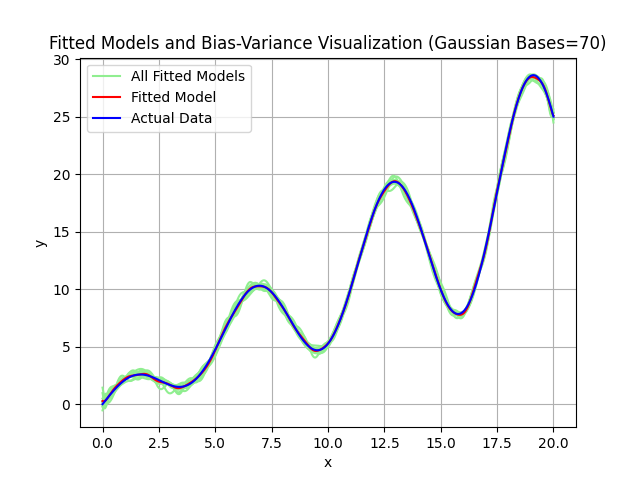 Fitted Models and Bias-Variance Visualization (Gaussian Bases=70)
All Fitted Models
Fitted Model
Actual Data
30
25
20
15
10
5
0
y
0.0 2.5 5.0 7.5 10.0 12.5 15.0 17.5 20.0
x